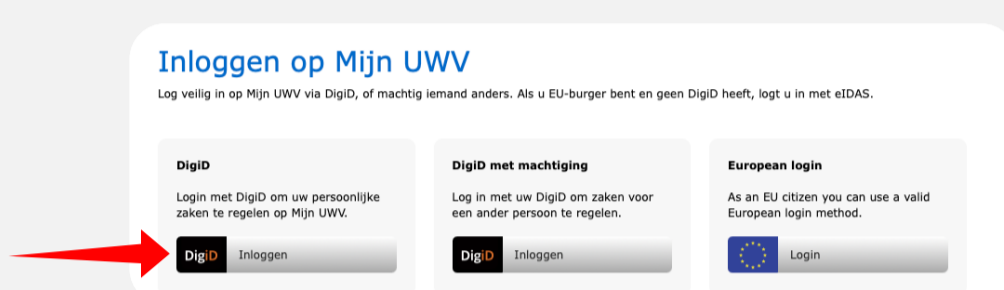 Inloggen op Mijn UWV
Log veilig in op Mijn UWV via DigiD, of machtig iemand anders. Als u EU-burger bent en geen DigiD heeft, logt u in met eIDAS.
DigiD
Login met DigiD om uw persoonlijke
zaken te regelen op Mijn UWV.
DigiD Inloggen
DigiD met machtiging
Log in met uw DigiD om zaken voor
een ander persoon te regelen.
DigiD Inloggen
European login
As an EU citizen you can use a valid
European login method.
Login